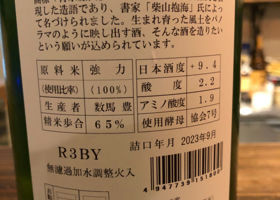 現した造語であり、書家「柴山抱海」氏によっ
て名づけられました。生まれ育った風土をパノ
ラマのように映し出す酒、そんな酒を造りたい
という願いが込められています。
原料米 強力
(使用比率) (100%)
生産者 数馬豊
精米歩合 65%
日本酒度 +9.4
酸度 2.2
アミノ酸度 1.9
使用酵母 協会7号
R3BY
詰口年月 2023年9月
無濾過加水調整火入